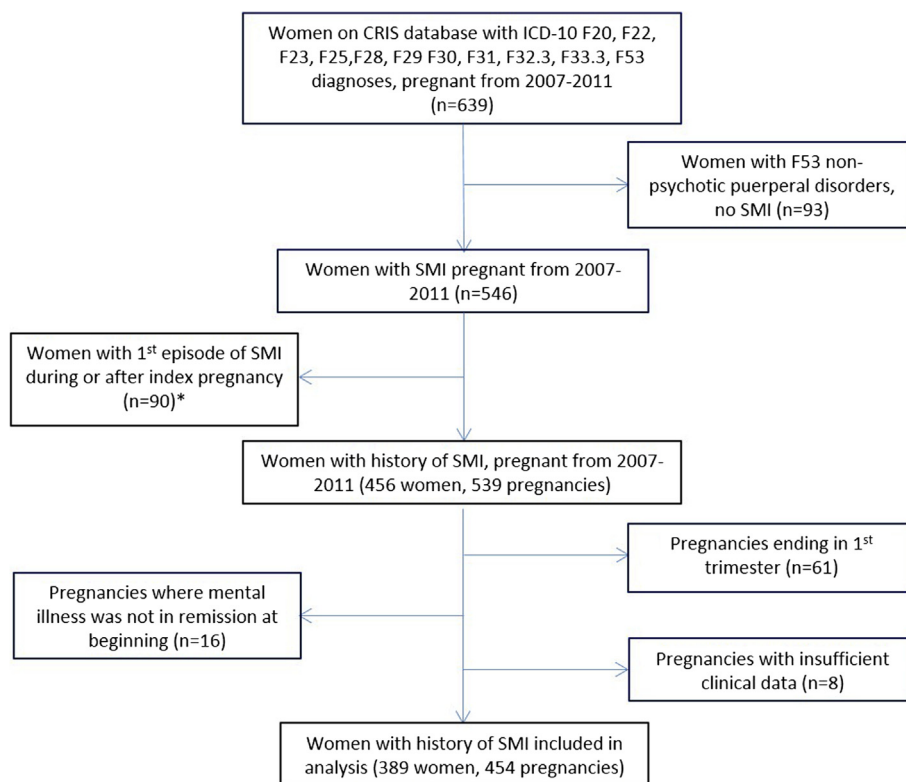 Women on CRIS database with ICD-10 F20, F22,
F23, F25,F28, F29 F30, F31, F32.3, F33.3, F53
diagnoses, pregnant from 2007-2011
(n=639)
Women with F53 non-
psychotic puerperal disorders,
no SMI (n=93)
Women with SMI pregnant from 2007-
2011 (n=546)
Women with 1st episode of SMI
during or after index pregnancy
(n=90)*
Women with history of SMI, pregnant from 2007-
2011 (456 women, 539 pregnancies)
Pregnancies ending in 1st
trimester (n=61)
Pregnancies where mental
illness was not in remission at
beginning (n=16)
Pregnancies with insufficient
clinical data (n=8)
Women with history of SMI included in
analysis (389 women, 454 pregnancies)